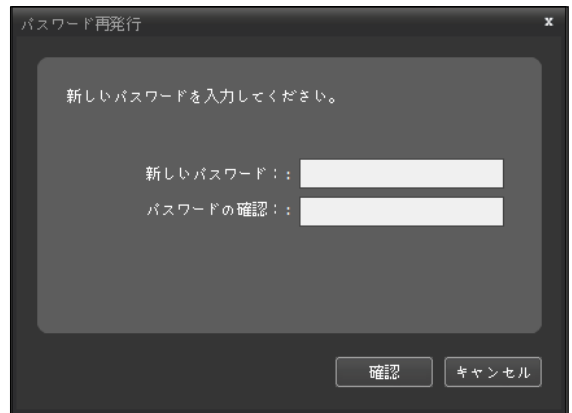 パスワード再発行 x
新しいパスワードを入力してください。
新しいパスワード：:
パスワードの確認：:
確認 キャンセル